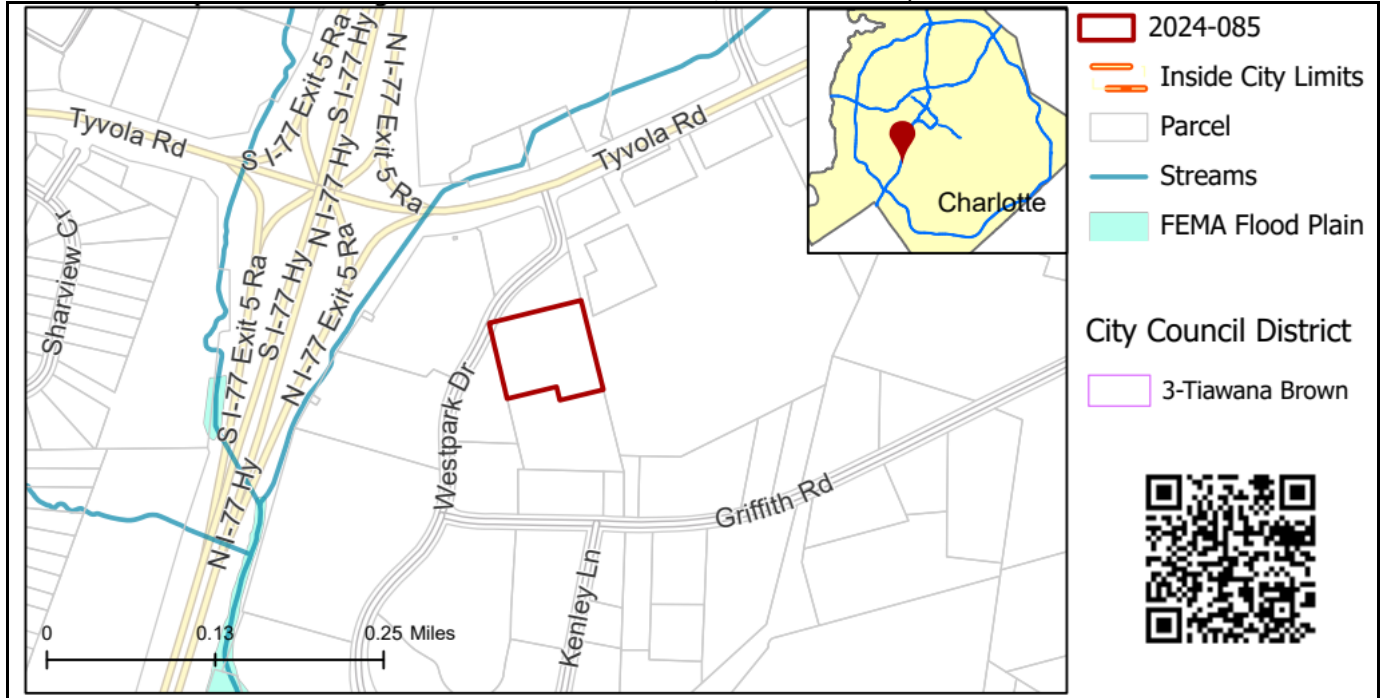 Tyvola Rd
S I-77 Exit 5 Ra
S I-77 Hy
N I-77 Exit 5 Ra
S I-77 Hy
N I-77 Hy
Tyvola Rd
Sharview Cr
S I-77 Exit 5 Ra
S I-77 Hy
N I-77 Hy
N I-77 Exit 5 Ra
Westpark Dr
N I-77 Hy
Griffith Rd
Kenley Ln
0
0.13
0.25 Miles
Charlotte
2024-085
Inside City Limits
Parcel
Streams
FEMA Flood Plain
City Council District
3-Tiawana Brown